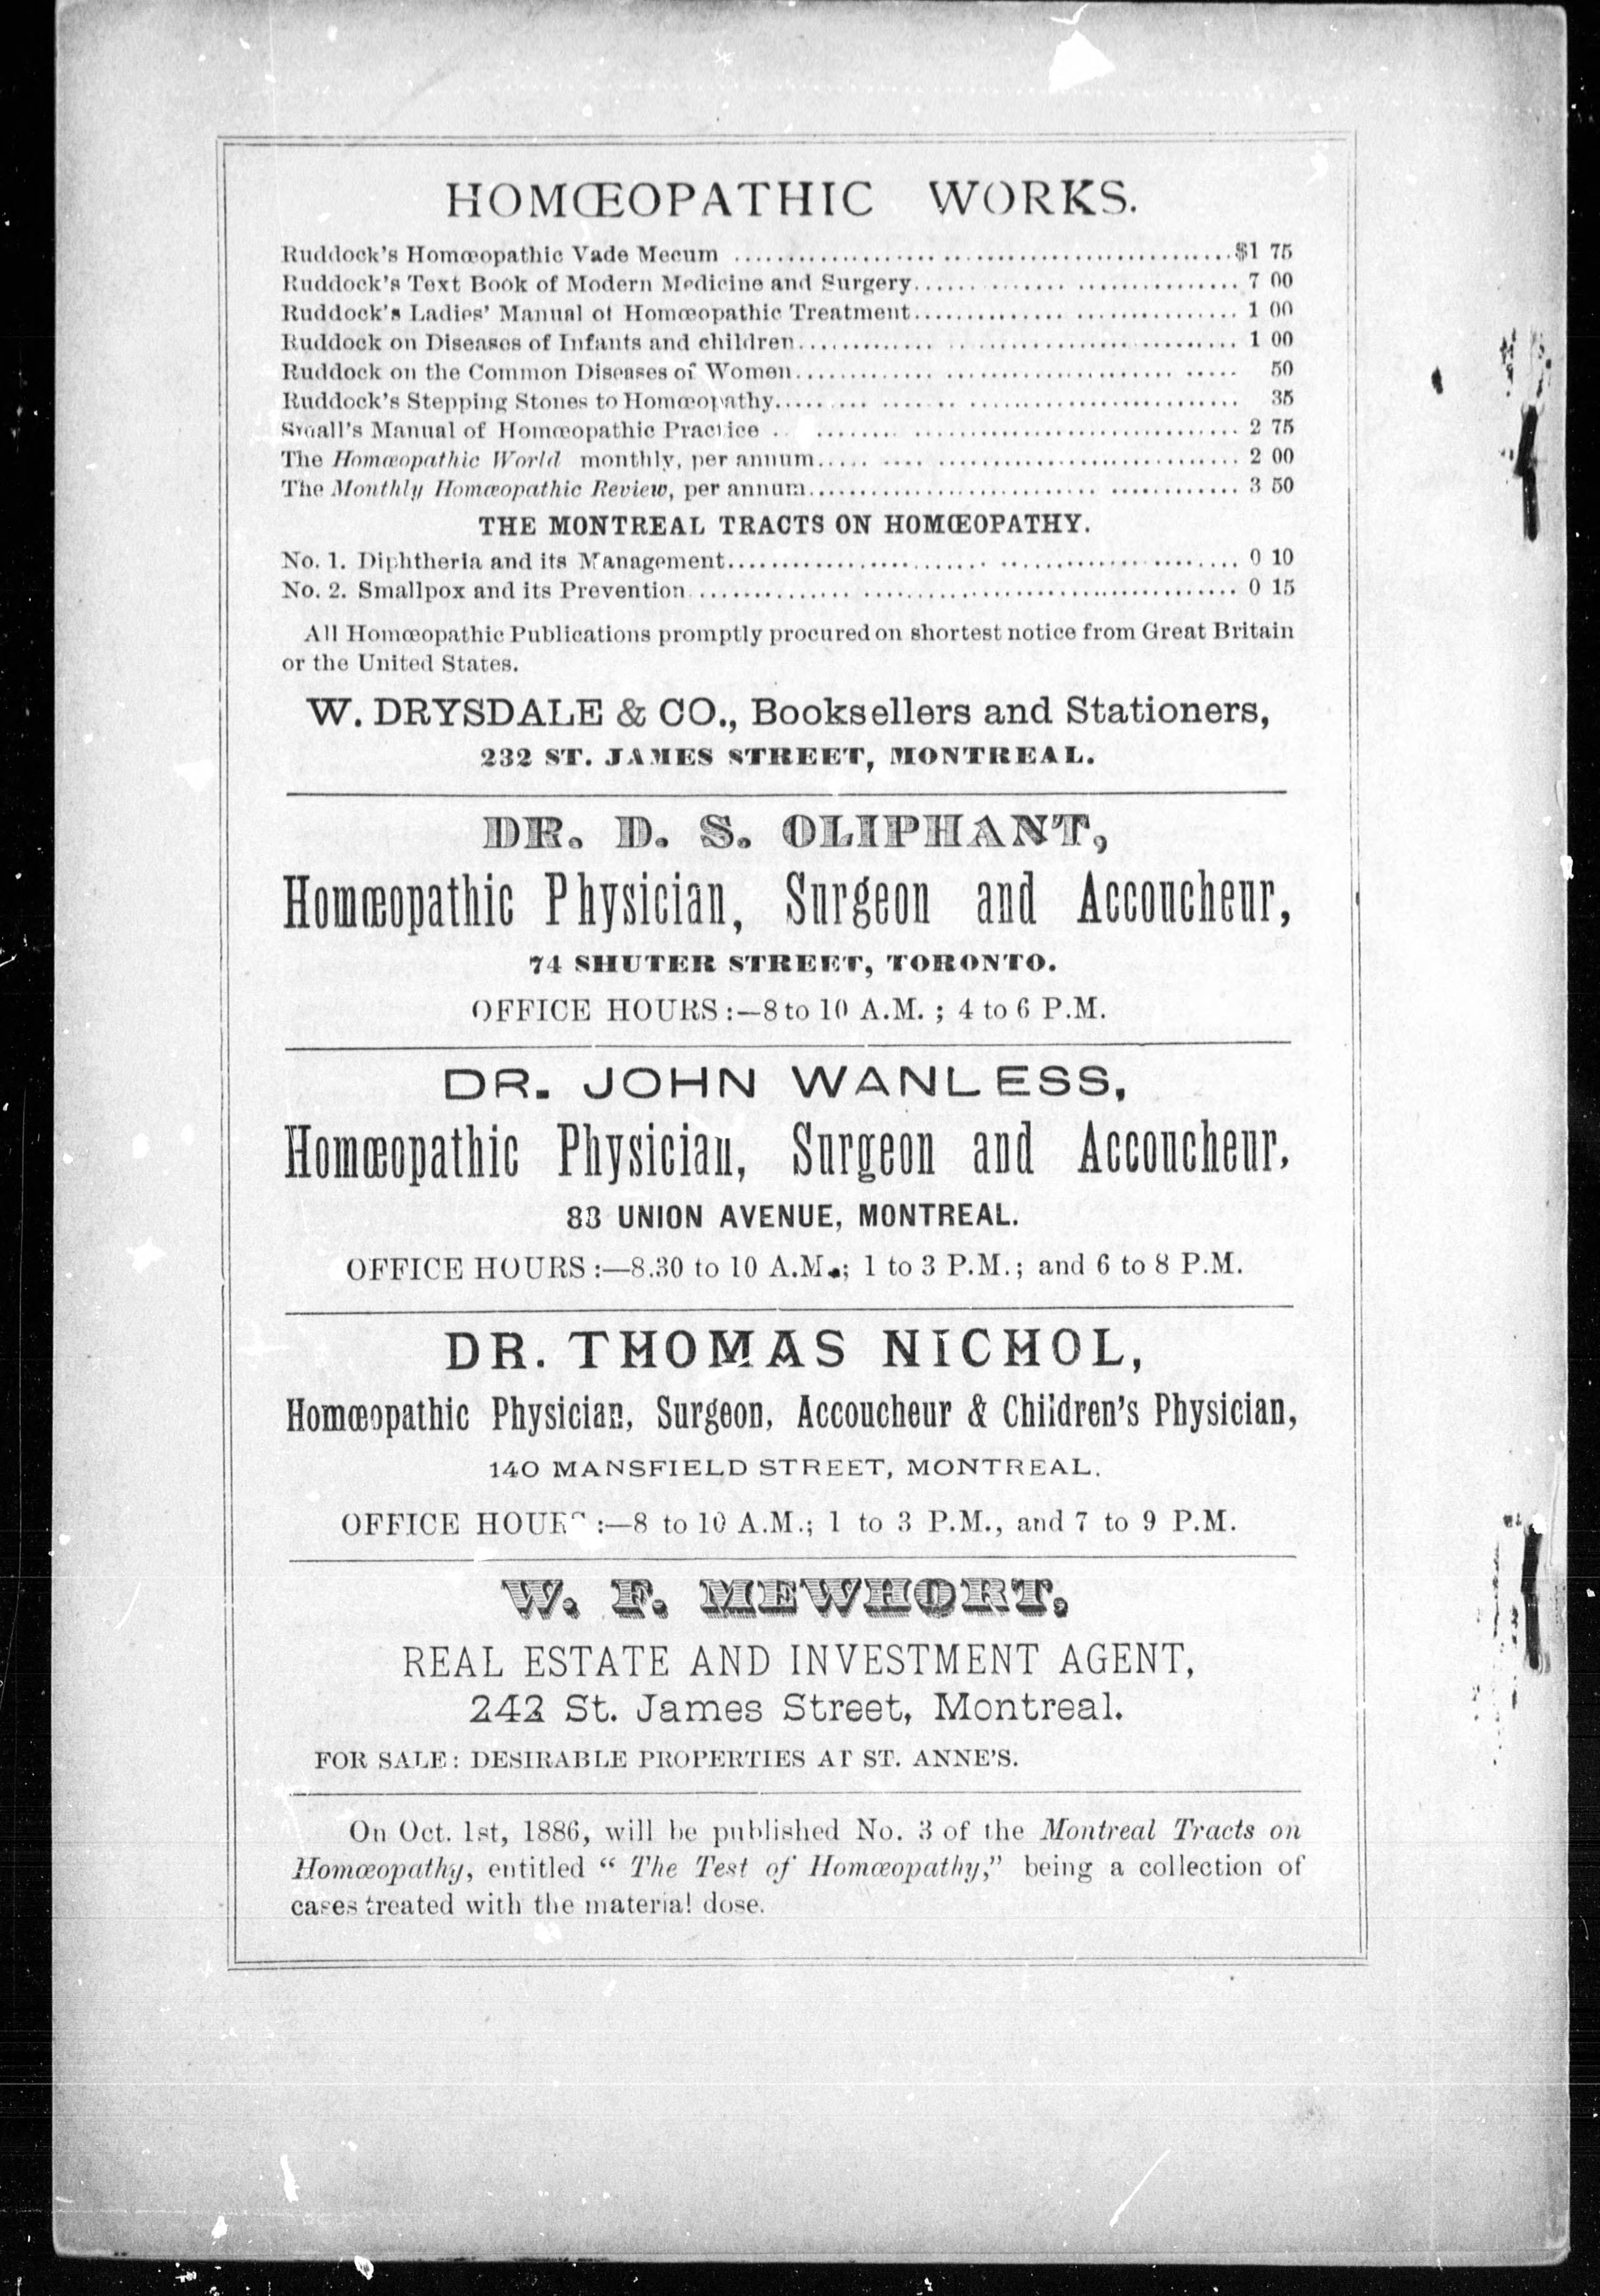 HOMŒOPATHIC WORKS.
Ruddock's Homœopathic Vade Mecum ........ $1 75
Ruddock's Text Book of Modern Medicine and Surgery........ 7 00
Ruddock's Ladies' Manual of Homœopathic Treatment........ 1 00
Ruddock on Diseases of Infants and children........ 1 00
Ruddock on the Common Diseases of Women........ 50
Ruddock's Stepping Stones to Homœopathy........ 35
Small's Manual of Homœopathic Practice ........ 2 75
The Homœopathic World monthly, per annum........ 2 00
The Monthly Homœopathic Review, per annum........ 3 50
THE MONTREAL TRACTS ON HOMŒOPATHY.
No. 1. Diphtheria and its Management........ 0 10
No. 2. Smallpox and its Prevention ........ 0 15
All Homœopathic Publications promptly procured on shortest notice from Great Britain
or the United States.
W. DRYSDALE & CO., Booksellers and Stationers,
232 ST. JAMES STREET, MONTREAL.
DR. D. S. OLIPHANT,
Homœopathic Physician, Surgeon and Accoucheur,
74 SHUTER STREET, TORONTO.
OFFICE HOURS:—8 to 10 A.M. ; 4 to 6 P.M.
DR. JOHN WANLESS,
Homœopathic Physician, Surgeon and Accoucheur,
83 UNION AVENUE, MONTREAL.
OFFICE HOURS :—8.30 to 10 A.M.; 1 to 3 P.M.; and 6 to 8 P.M.
DR. THOMAS NICHOL,
Homœopathic Physician, Surgeon, Accoucheur & Children's Physician,
140 MANSFIELD STREET, MONTREAL.
OFFICE HOURS :—8 to 10 A.M.; 1 to 3 P.M., and 7 to 9 P.M.
W. F. MEWHORT,
REAL ESTATE AND INVESTMENT AGENT,
242 St. James Street, Montreal.
FOR SALE: DESIRABLE PROPERTIES AT ST. ANNE'S.
On Oct. 1st, 1886, will be published No. 3 of the Montreal Tracts on
Homœopathy, entitled “ The Test of Homœopathy,” being a collection of
cases treated with the material dose.